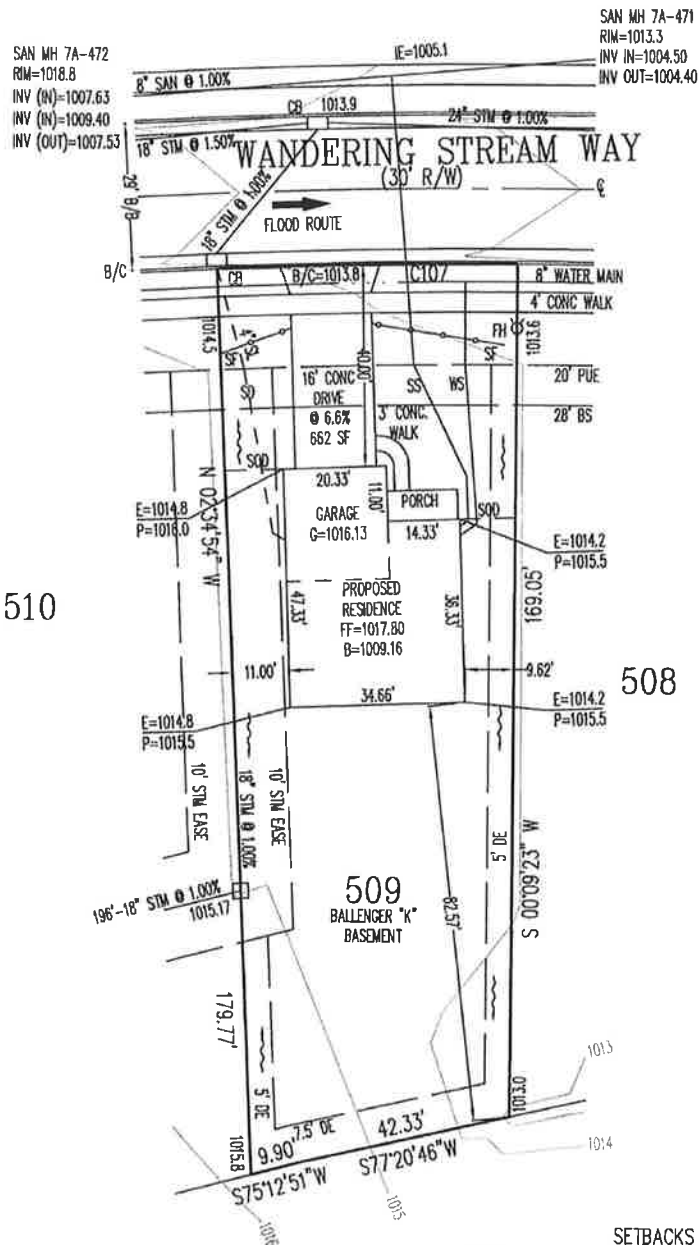 SAN MH 7A-471
RIM=1013.3
INV IN=1004.50
INV OUT=1004.40
SAN MH 7A-472
RIM=1018.8
INV (IN)=1007.63
INV (IN)=1009.40
INV (OUT)=1007.53
IE=1005.1
8" SAN @ 1.00%
CB 1013.9
24" STM @ 1.00%
18" STM @ 1.50%
WANDERING STREAM WAY
(30' R/W)
29' B/B
18" STM @ 1.00%
FLOOD ROUTE
B/C
CB
B/C=1013.8
C107
8" WATER MAIN
4' CONC WALK
1014.5
FH
1013.6
SF
SF
40.00'
16' CONC
DRIVE
@ 6.6%
662 SF
SS
WS
20' PUE
28' BS
SD
3' CONC.
WALK
SOD
20.33'
11.00'
PORCH
14.33'
SOD
GARAGE
G=1016.13
E=1014.8
P=1016.0
E=1014.2
P=1015.5
N 02°34'54" W
47.33'
PROPOSED
RESIDENCE
FF=1017.80
B=1009.16
36.33'
169.05'
510
508
11.00'
9.62'
34.66'
E=1014.8
P=1015.5
E=1014.2
P=1015.5
10' STM EASE
18" STM @ 1.00%
10' STM EASE
5' DE
S 00°09'23" W
82.57'
509
BALLENGER "K"
BASEMENT
196'-18" STM @ 1.00%
1015.17
179.77'
5' DE
1013
1013.0
1014
1015.8
9.90'
7.5' DE
42.33'
S75°12'51"W
S77°20'46"W
1015
1016
SETBACKS